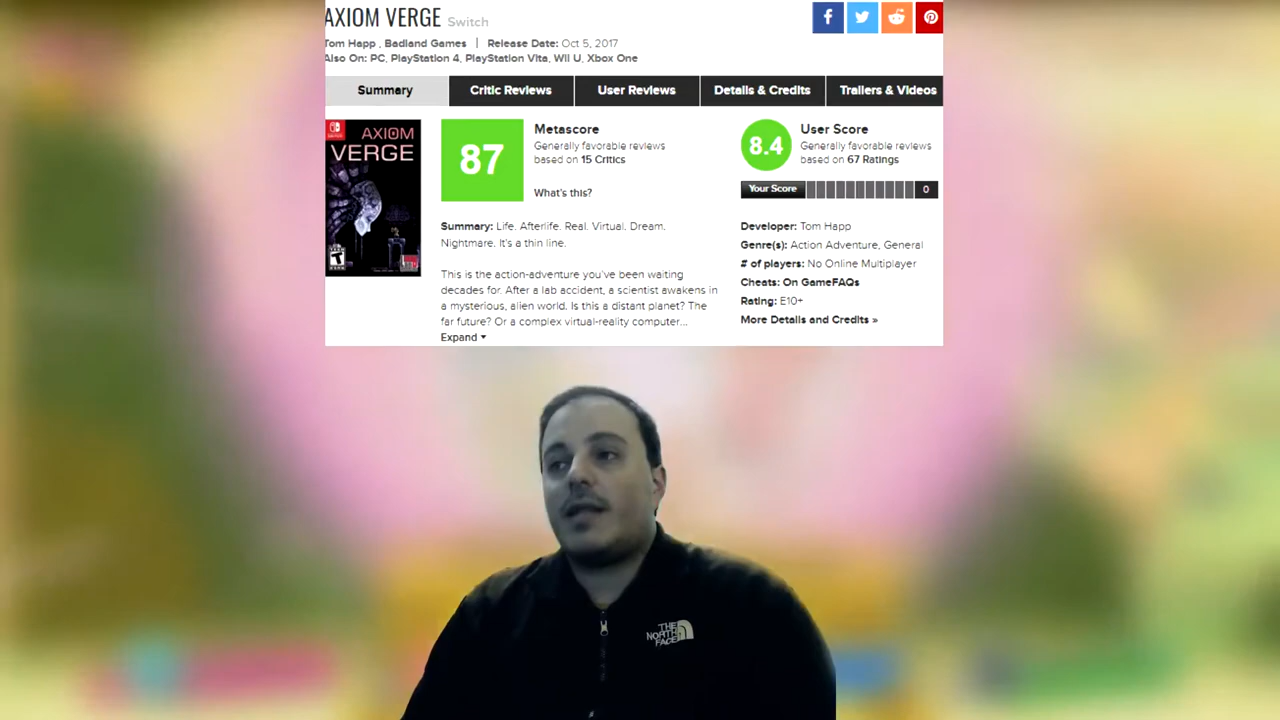 AXIOM VERGE Switch
Tom Happ , Badland Games | Release Date: Oct 5, 2017
Also On: PC, PlayStation 4, PlayStation Vita, Wii U, Xbox One
Summary
Critic Reviews
User Reviews
Details & Credits
Trailers & Videos
AXIOM
VERGE
87
Metascore
Generally favorable reviews
based on 15 Critics
What's this?
8.4
User Score
Generally favorable reviews
based on 67 Ratings
Your Score
0
Summary: Life. Afterlife. Real. Virtual. Dream.
Nightmare. It's a thin line.
This is the action-adventure you've been waiting
decades for. After a lab accident, a scientist awakens in
a mysterious, alien world. Is this a distant planet? The
far future? Or a complex virtual-reality computer...
Expand
Developer: Tom Happ
Genre(s): Action Adventure, General
# of players: No Online Multiplayer
Cheats: On GameFAQs
Rating: E10+
More Details and Credits »
THE
NORTH
FACE